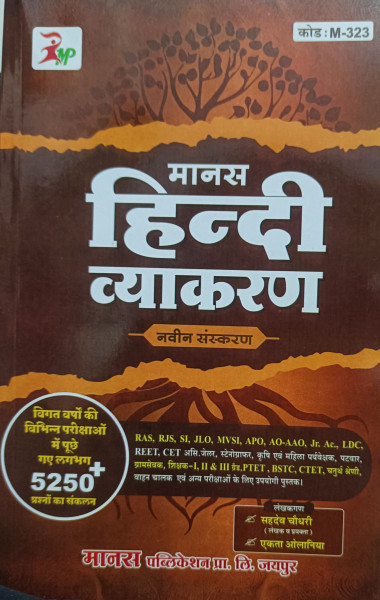 कोड : M-323
MP
मानस
हिन्दी
व्याकरण
नवीन संस्करण
विगत वर्षों की
विभिन्न परीक्षाओं
में पूछे
गए लगभग
5250+
प्रश्नों का संकलन
RAS, RJS, SI, JLO, MVSI, APO, AO-AAO, Jr. Ac., LDC,
REET, CET असि.जेलर, स्टेनोग्राफर, कृषि एवं महिला पर्यवेक्षक, पटवार,
ग्रामसेवक, शिक्षक-I, II & III ग्रेड,PTET , BSTC, CTET, चतुर्थ श्रेणी,
वाहन चालक एवं अन्य परीक्षाओं के लिए उपयोगी पुस्तक।
लेखकगण
सहदेव चौधरी
( लेखक व प्रवक्ता )
एकता ओलानिया
मानस पब्लिकेशन प्रा. लि. जयपुर